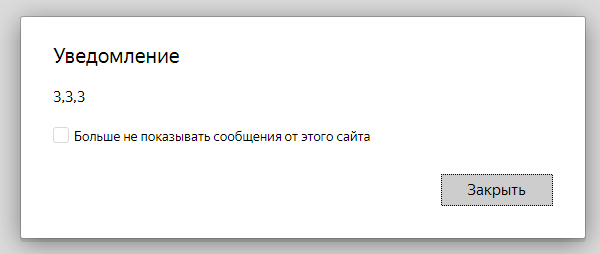 Уведомление
3,3,3
Больше не показывать сообщения от этого сайта
Закрыть